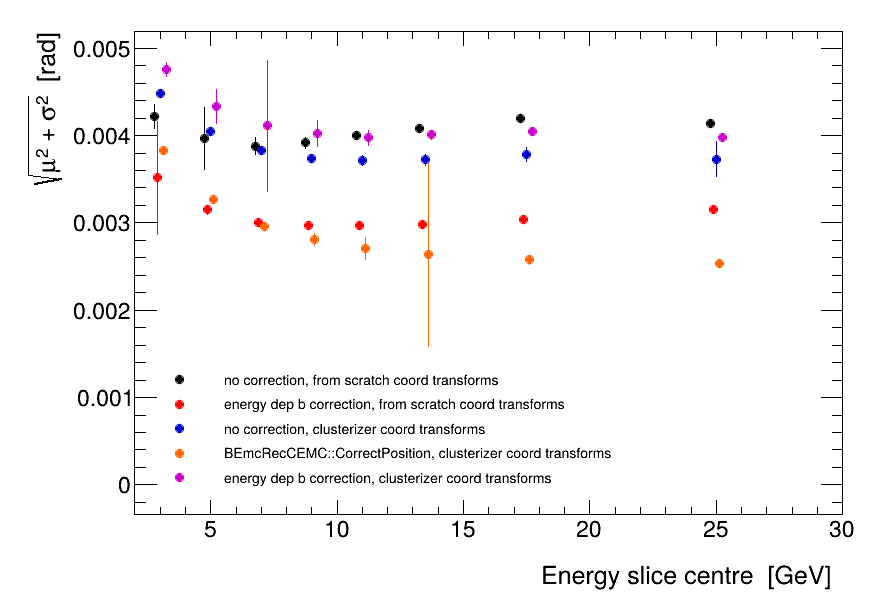 √μ² + σ² [rad]
0.005
0.004
0.003
0.002
0.001
0
no correction, from scratch coord transforms
energy dep b correction, from scratch coord transforms
no correction, clusterizer coord transforms
BEmcRecCEMC::CorrectPosition, clusterizer coord transforms
energy dep b correction, clusterizer coord transforms
5 10 15 20 25 30
Energy slice centre [GeV]